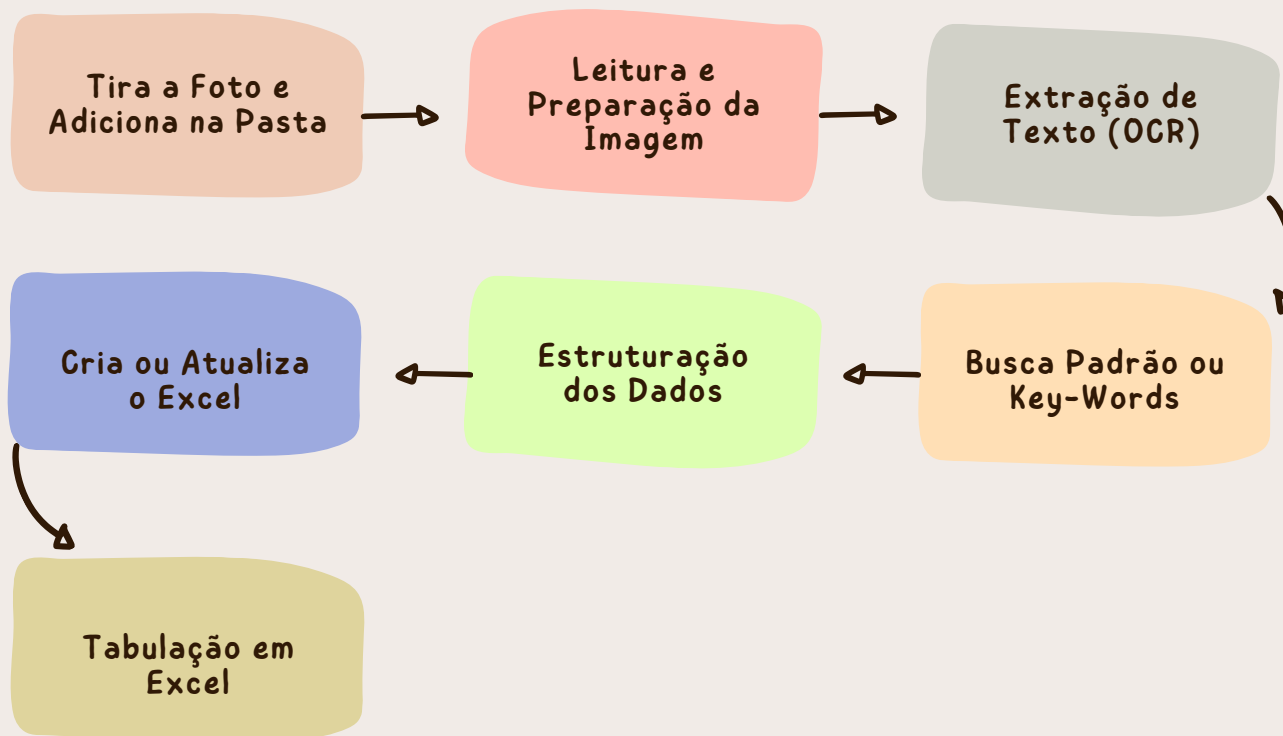 Tira a Foto e
Adiciona na Pasta
Leitura e
Preparação da
Imagem
Extração de
Texto (OCR)
Busca Padrão ou
Key-Words
Estruturação
dos Dados
Cria ou Atualiza
o Excel
Tabulação em
Excel